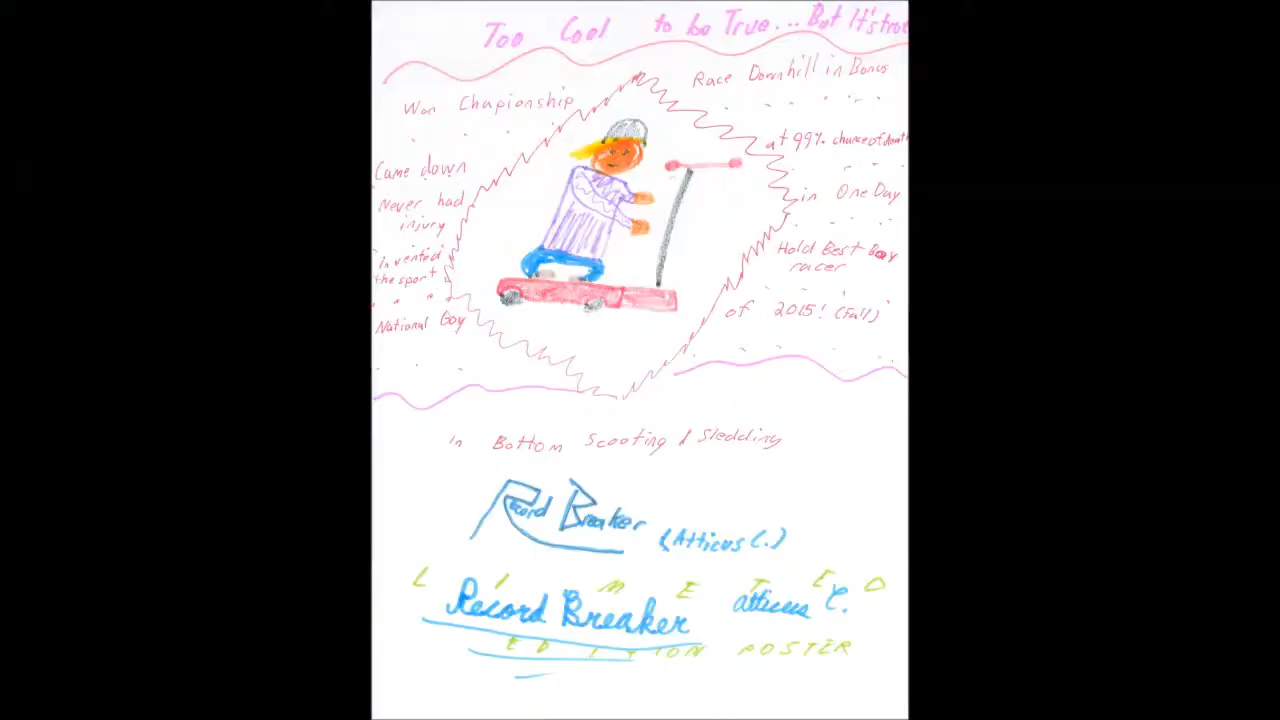 Too Cool to be True... But It's true
Won Chapionship
Came down
Never had
injury
invented
the sport
National Boy
Race Downhill in Bonus
at 99% chance of death
in One Day
Hold Best Boy
racer
of 2015! (Fall)
in Bottom Scooting & Sledding
Record Breaker (Atticus C.)
L I M E T E D
Record Breaker Atticus C.
EDITION POSTER